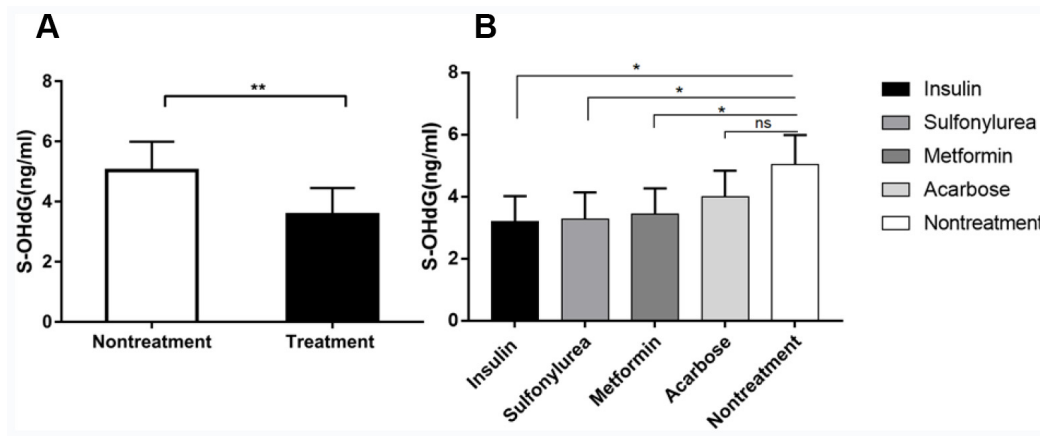 A
S-OHdG(ng/ml)
8
6
4
2
0
**
Nontreatment
Treatment
B
S-OHdG(ng/ml)
8
6
4
2
0
*
*
*
ns
Insulin
Sulfonylurea
Metformin
Acarbose
Nontreatment
Insulin
Sulfonylurea
Metformin
Acarbose
Nontreatment